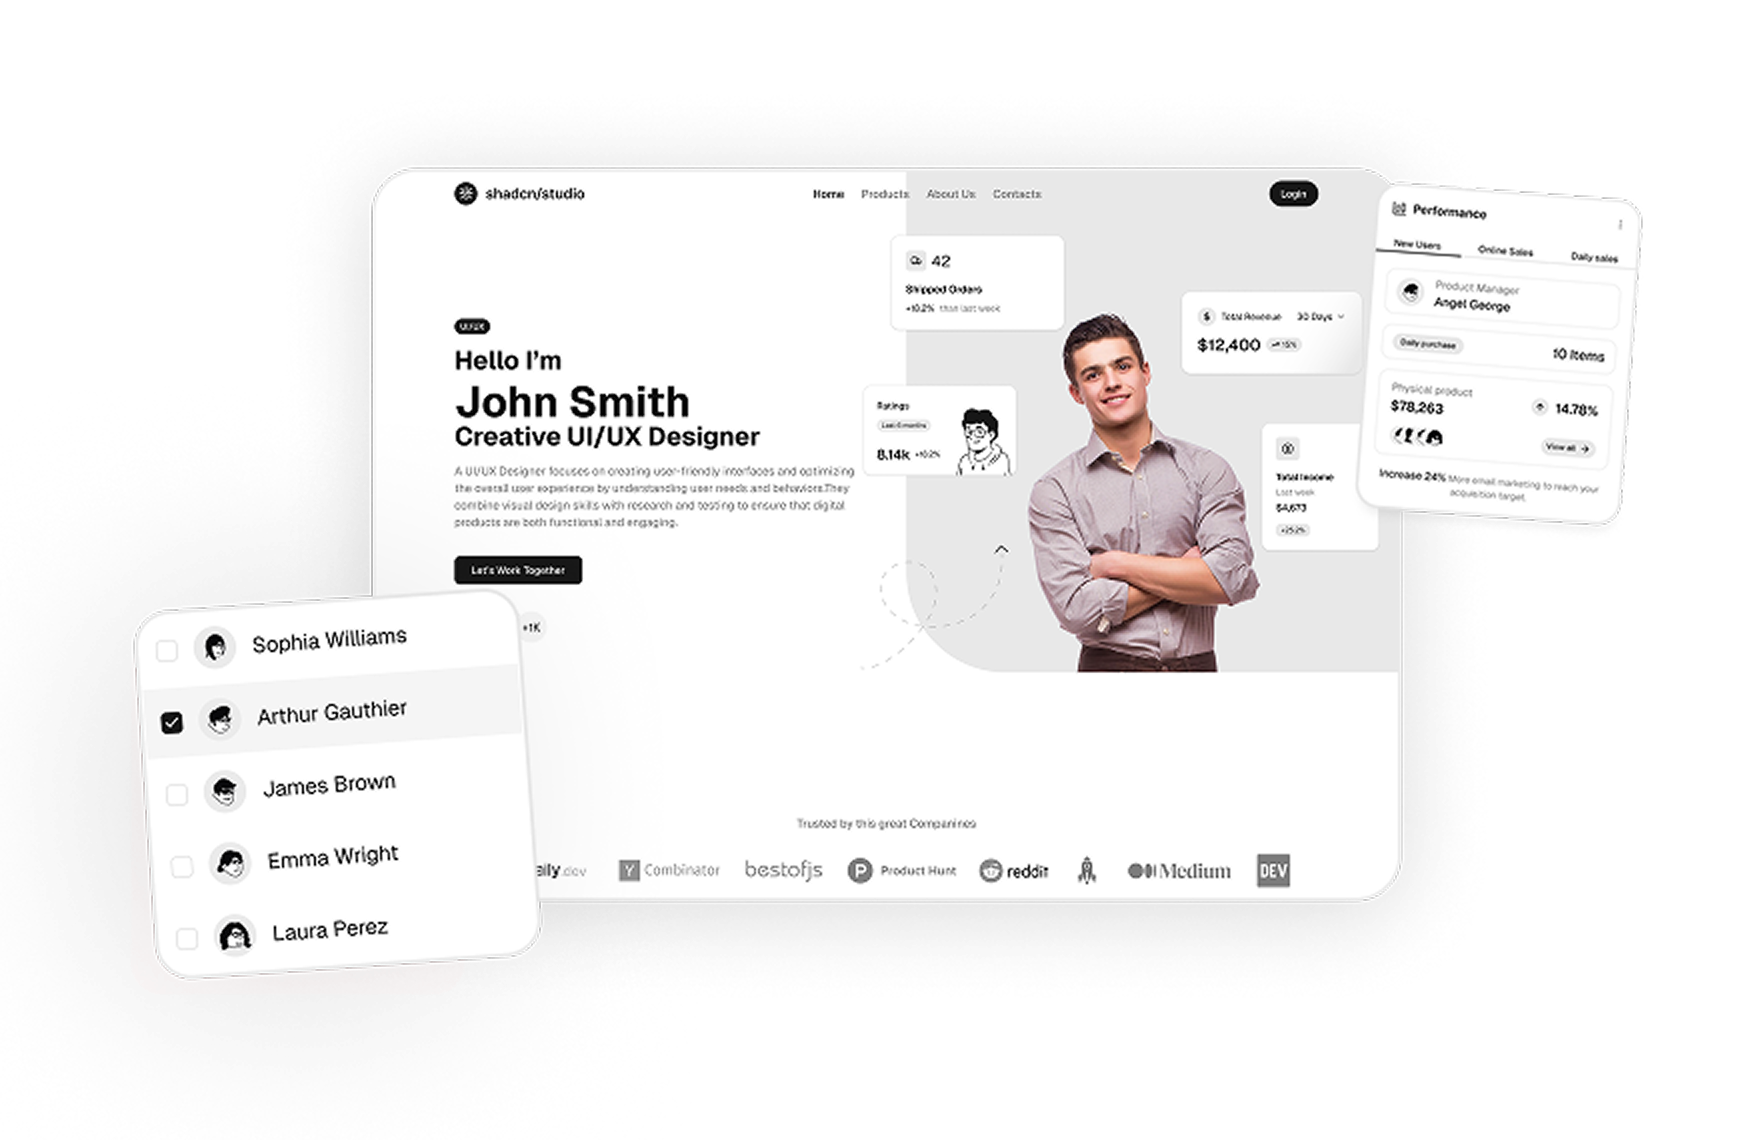 shadcn/studio
Home Products About Us Contacts
Login
UI/UX
Hello I'm
John Smith
Creative UI/UX Designer
A UI/UX Designer focuses on creating user-friendly interfaces and optimizing
the overall user experience by understanding user needs and behaviors.They
combine visual design skills with research and testing to ensure that digital
products are both functional and engaging.
Let's Work Together
+1K
42
Shipped Orders
+18.2% than last week
Total Revenue 30 Days
$12,400 15%
Ratings
Last 6 months
8.14k +18.2%
Total Income
Last week
$4,673
+25.2%
Performance
New Users Online Sales Daily sales
Product Manager
Angel George
Daily purchase 10 Items
Physical product
$78,263 14.78%
View all
Increase 24% More email marketing to reach your
acquisition target.
Sophia Williams
Arthur Gauthier
James Brown
Emma Wright
Laura Perez
Trusted by this great Companines
aily.dev Y Combinator bestofjs P Product Hunt reddit Medium DEV